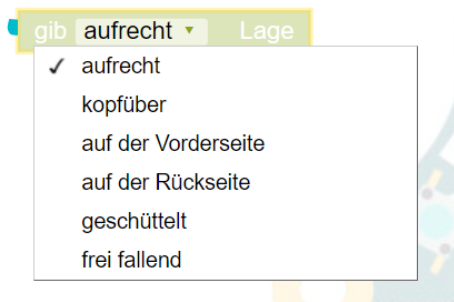 gib aufrecht Lage
aufrecht
kopfüber
auf der Vorderseite
auf der Rückseite
geschüttelt
frei fallend